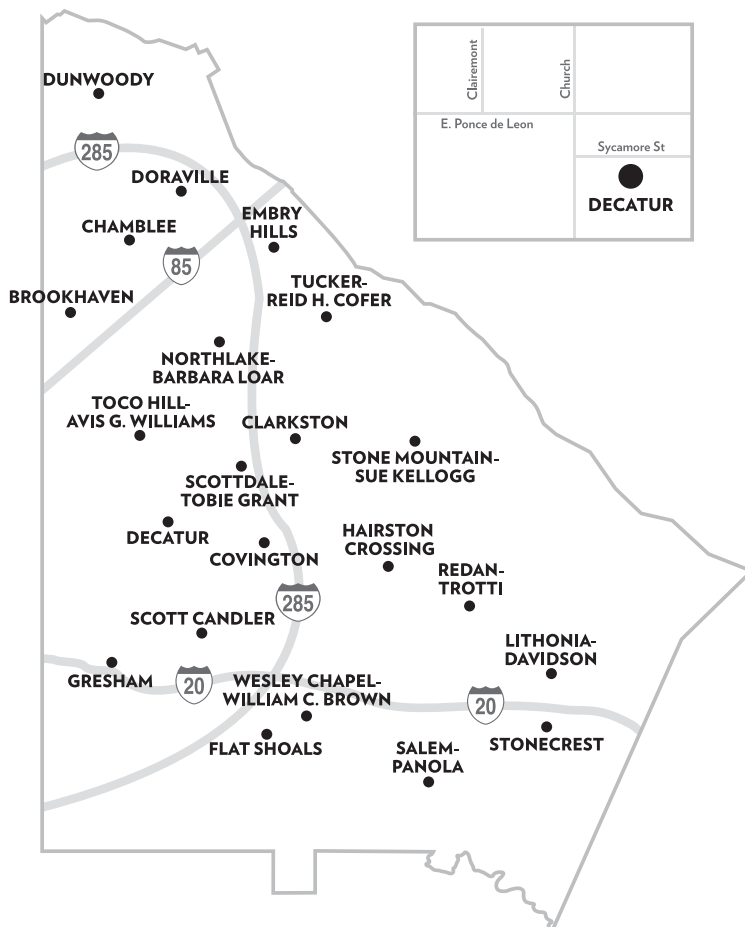 DUNWOODY
285
DORAVILLE
CHAMBLEE
EMBRY
HILLS
85
TUCKER-
REID H. COFER
BROOKHAVEN
NORTHLAKE-
BARBARA LOAR
TOCO HILL-
AVIS G. WILLIAMS
CLARKSTON
STONE MOUNTAIN-
SUE KELLOGG
SCOTTDALE-
TOBIE GRANT
DECATUR
COVINGTON
HAIRSTON
CROSSING
REDAN-
TROTTI
285
SCOTT CANDLER
LITHONIA-
DAVIDSON
GRESHAM
20
WESLEY CHAPEL-
WILLIAM C. BROWN
20
FLAT SHOALS
SALEM-
PANOLA
STONECREST
Clairemont
Church
E. Ponce de Leon
Sycamore St
DECATUR